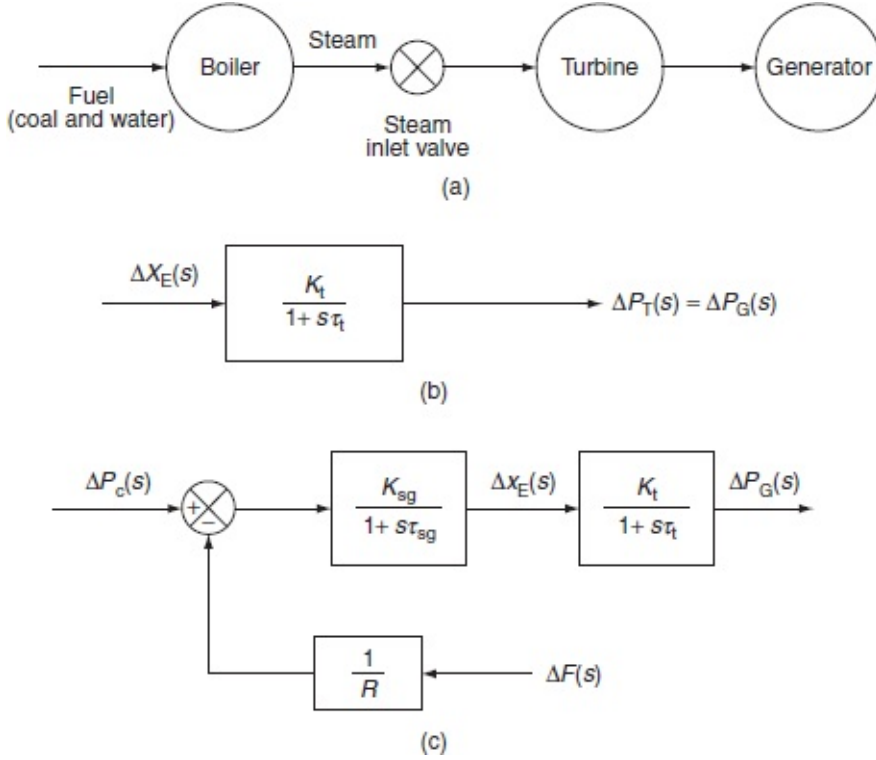 Boiler
Steam
Turbine
Generator
Fuel
(coal and water)
Steam
inlet valve
(a)
ΔX_E(s)
K_t
1+ sτ_t
ΔP_T(s) = ΔP_G(s)
(b)
ΔP_c(s)
+
−
K_sg
1+ sτ_sg
Δx_E(s)
K_t
1+ sτ_t
ΔP_G(s)
1
R
ΔF(s)
(c)